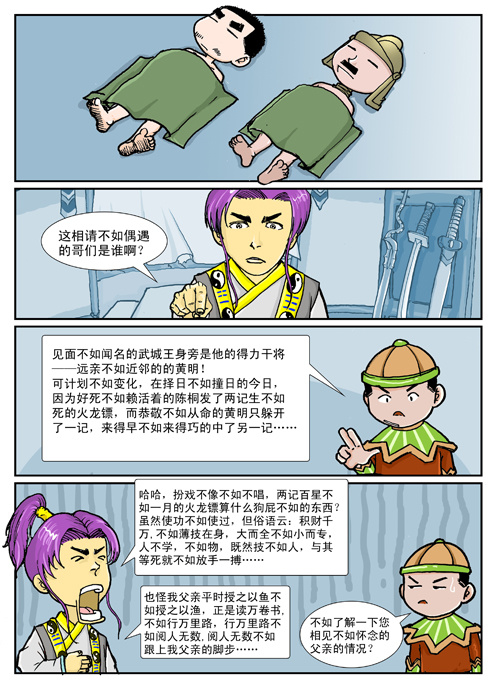 这相请不如偶遇
的哥们是谁啊？
见面不如闻名的武城王身旁是他的得力干将
——远亲不如近邻的的黄明！
可计划不如变化，在择日不如撞日的今日，
因为好死不如赖活着的陈桐发了两记生不如
死的火龙镖，而恭敬不如从命的黄明只躲开
了一记，来得早不如来得巧的中了另一记……
哈哈，扮戏不像不如不唱，两记百星不
如一月的火龙镖算什么狗屁不如的东西？
虽然使功不如使过，但俗语云：积财千
万,不如薄技在身，大而全不如小而专，
人不学，不如物，既然技不如人，与其
等死就不如放手一搏……
也怪我父亲平时授之以鱼不
如授之以渔，正是读万卷书,
不如行万里路，行万里路不
如阅人无数,阅人无数不如
跟上我父亲的脚步……
不如了解一下您
相见不如怀念的
父亲的情况？